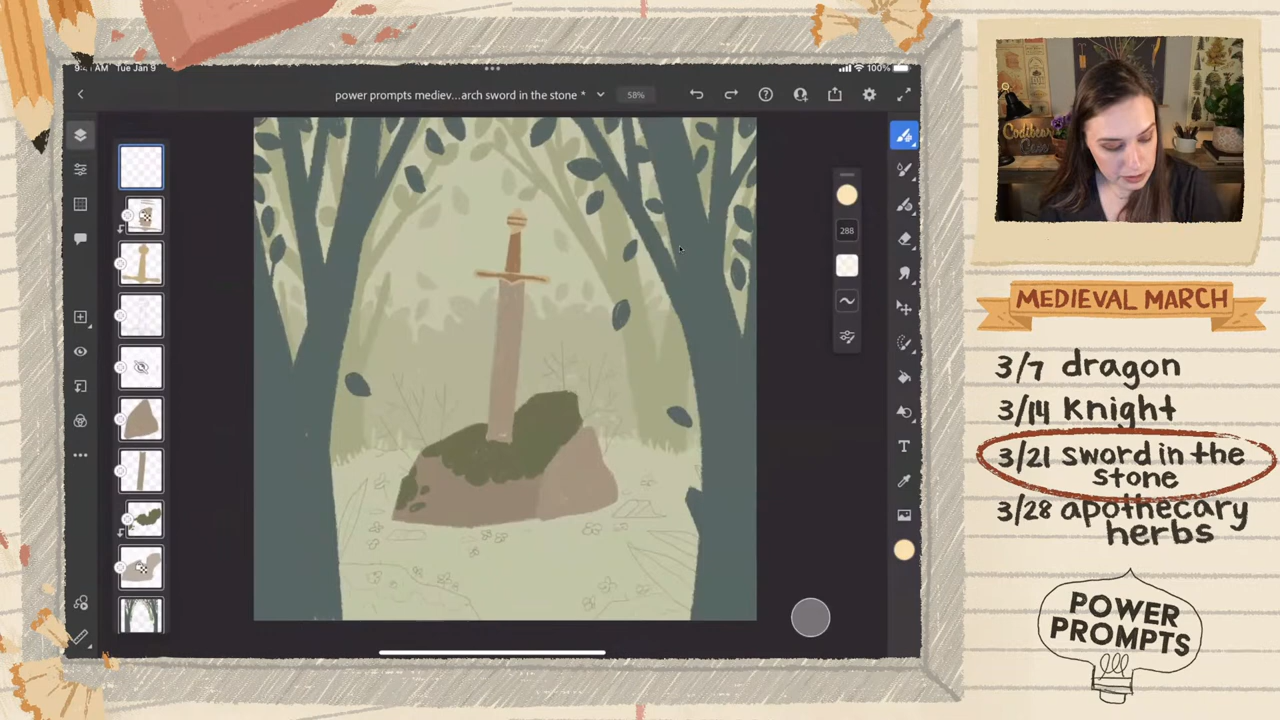 Tue Jan 9
100%
power prompts mediev...arch sword in the stone *
58%
288
T
MEDIEVAL MARCH
3/7 dragon
3/14 Knight
3/21 sword in the
stone
3/28 apothecary
herbs
POWER
PROMPTS